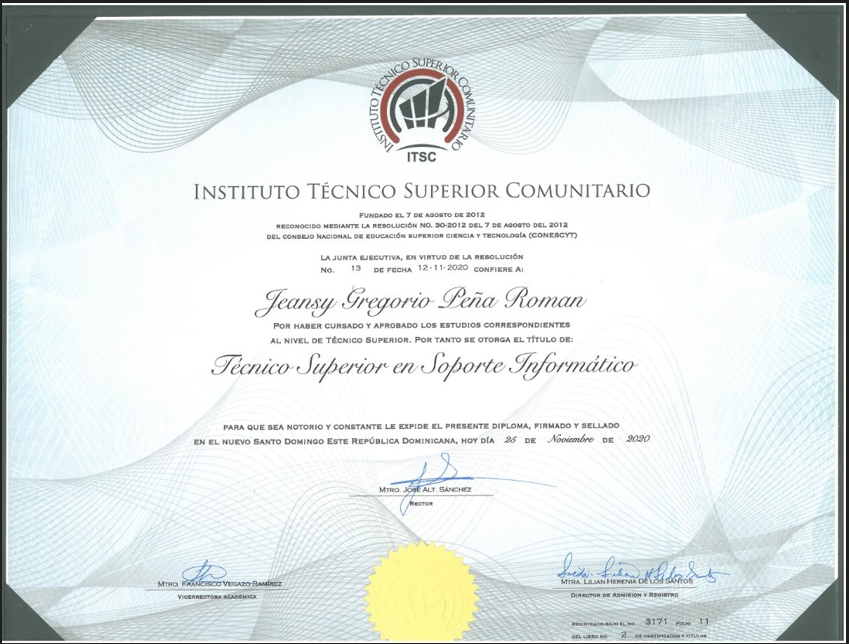 INSTITUTO TÉCNICO SUPERIOR COMUNITARIO
ITSC
INSTITUTO TÉCNICO SUPERIOR COMUNITARIO
FUNDADO EL 7 DE AGOSTO DE 2012
RECONOCIDO MEDIANTE LA RESOLUCIÓN NO. 30-2012 DEL 7 DE AGOSTO DEL 2012
DEL CONSEJO NACIONAL DE EDUCACIÓN SUPERIOR CIENCIA Y TECNOLOGÍA (CONESCYT)
LA JUNTA EJECUTIVA, EN VIRTUD DE LA RESOLUCIÓN
No. 13 DE FECHA 12-11-2020 CONFIERE A:
Jeansy Gregorio Peña Roman
POR HABER CURSADO Y APROBADO LOS ESTUDIOS CORRESPONDIENTES
AL NIVEL DE TÉCNICO SUPERIOR. POR TANTO SE OTORGA EL TÍTULO DE:
Técnico Superior en Soporte Informático
PARA QUE SEA NOTORIO Y CONSTANTE LE EXPIDE EL PRESENTE DIPLOMA, FIRMADO Y SELLADO
EN EL NUEVO SANTO DOMINGO ESTE REPÚBLICA DOMINICANA, HOY DÍA 25 DE Noviembre DE 2020
MTRO. JOSÉ ALT. SÁNCHEZ
RECTOR
MTRO. FRANCISCO VEGAZO RAMÍREZ
VICERRECTORA ACADÉMICA
MTRA. LILIAN HERENIA DE LOS SANTOS
DIRECTOR DE ADMISION Y REGISTRO
REGISTRADO BAJO EL NO. 3171 FOLIO 11
DEL LIBRO NO. 2 DE CERTIFICADOS Y TÍTULOS